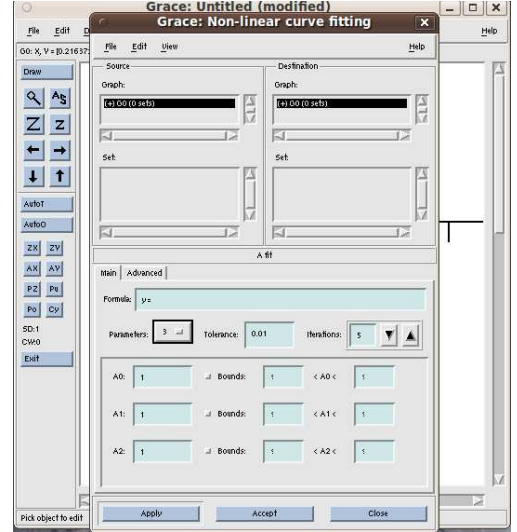 Grace: Untitled (modified)
File Edit
Help
G0: X, Y = [0.21637
Draw
AS
Z z
AutoT
AutoO
ZX ZY
AX AY
PZ Pu
Po Cy
SD:1
CW:0
Exit
Pick object to edit
Grace: Non-linear curve fitting
File Edit View Help
Source Destination
Graph: Graph:
(+) G0 (0 sets) (+) G0 (0 sets)
Set: Set:
A fit
Main Advanced
Formula: y=
Parameters: 3 Tolerance: 0.01 Iterations: 5
A0: 1 Bounds: 1 < A0 < 1
A1: 1 Bounds: 1 < A1 < 1
A2: 1 Bounds: 1 < A2 < 1
Apply Accept Close